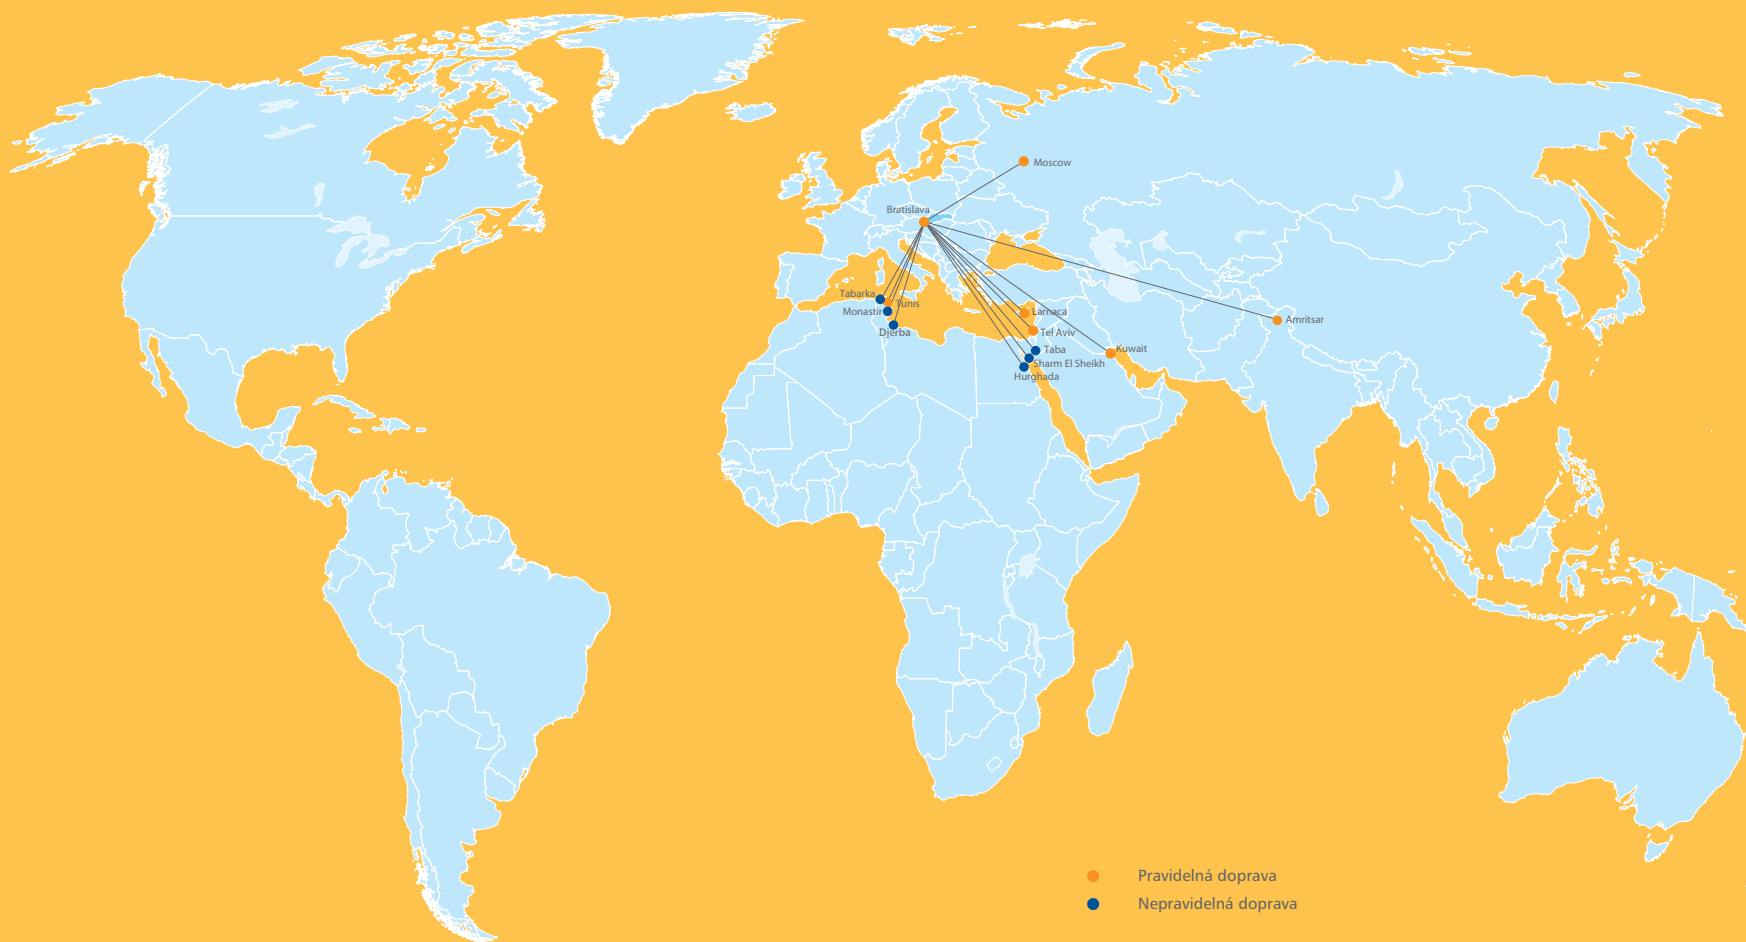 Moscow
Bratislava
Tabarka
Tunis
Monastir
Djerba
Larnaca
Amritsar
Tel Aviv
Taba
Kuwait
Sharm El Sheikh
Hurghada
Pravidelná doprava
Nepravidelná doprava